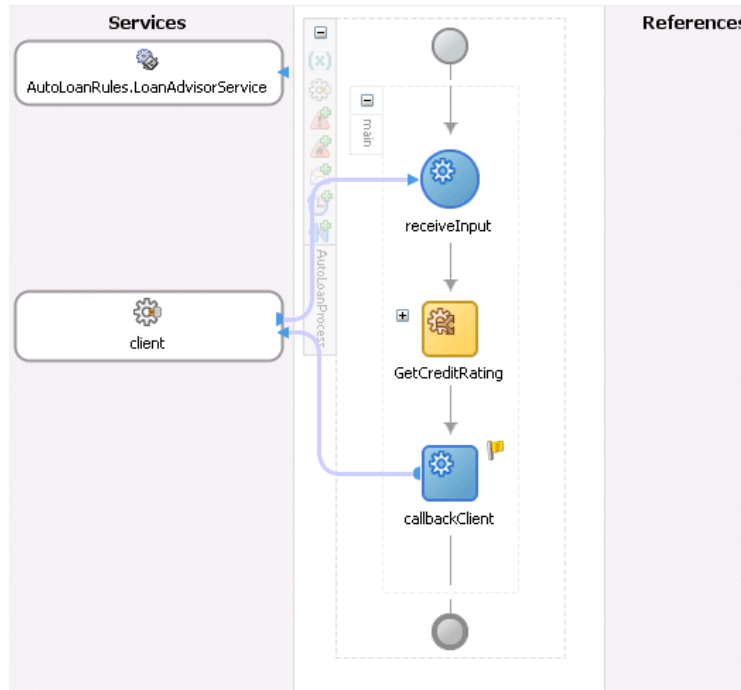 Services
References
AutoLoanRules.LoanAdvisorService
(x)
main
receiveInput
AutoLoanProcess
client
GetCreditRating
callbackClient